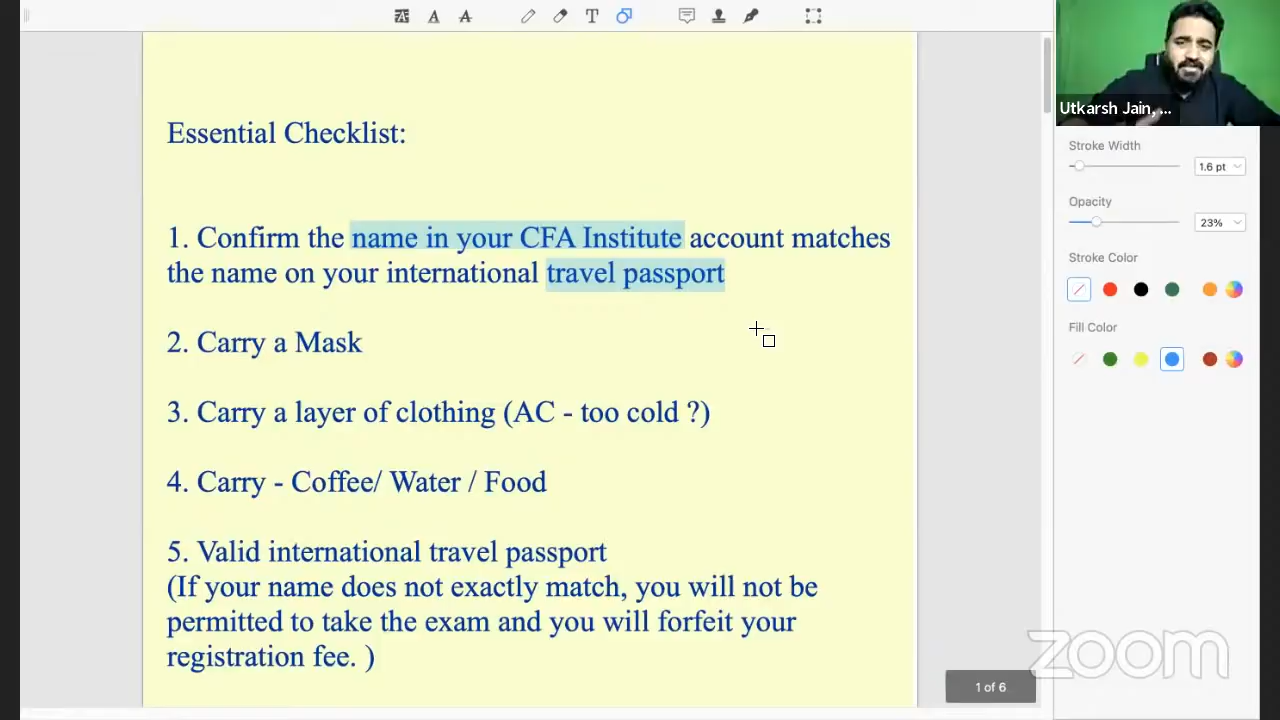 Essential Checklist:
1. Confirm the name in your CFA Institute account matches
the name on your international travel passport
2. Carry a Mask
3. Carry a layer of clothing (AC - too cold ?)
4. Carry - Coffee/ Water / Food
5. Valid international travel passport
(If your name does not exactly match, you will not be
permitted to take the exam and you will forfeit your
registration fee. )
1 of 6
Utkarsh Jain, ...
Stroke Width
1.6 pt
Opacity
23%
Stroke Color
Fill Color
zoom